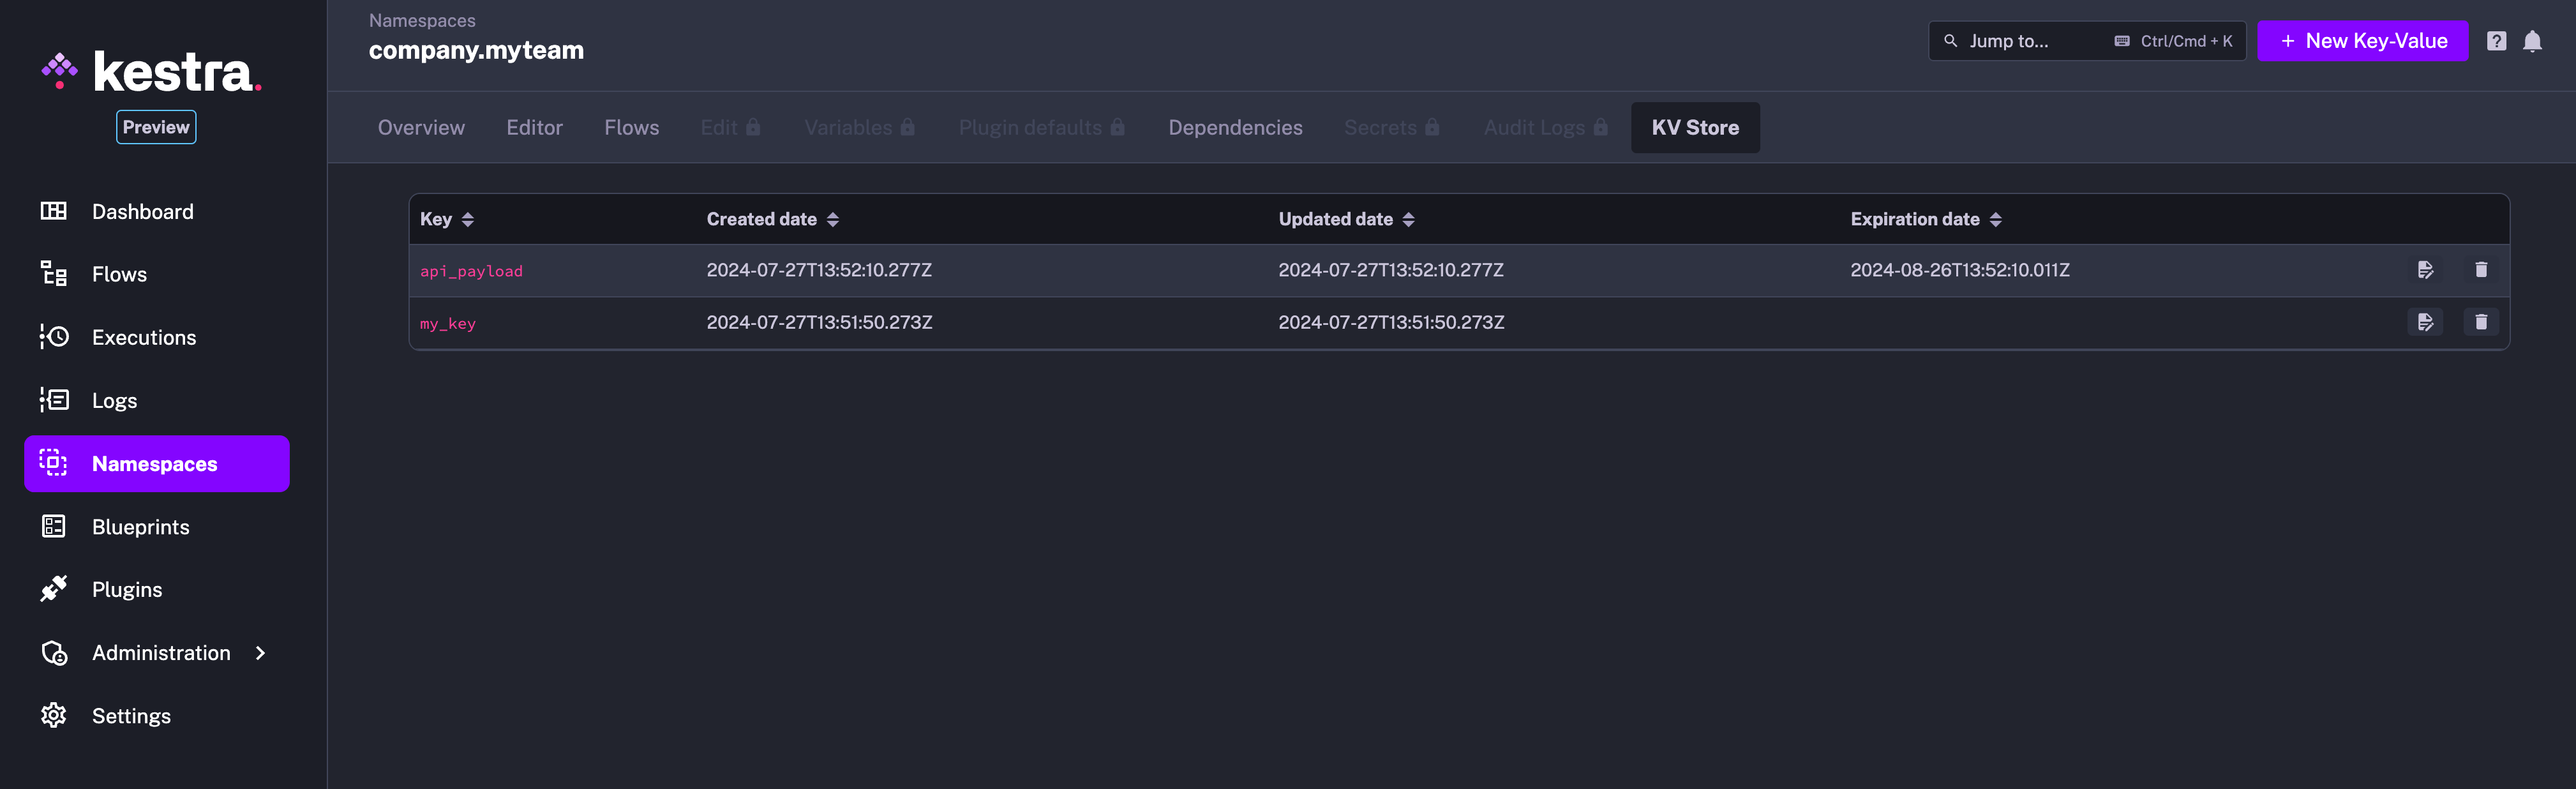 kestra.
Preview
Dashboard
Flows
Executions
Logs
Namespaces
Blueprints
Plugins
Administration
Settings
Namespaces
company.myteam
Jump to... Ctrl/Cmd + K
+ New Key-Value
?
Overview Editor Flows Edit Variables Plugin defaults Dependencies Secrets Audit Logs KV Store
Key Created date Updated date Expiration date
api_payload 2024-07-27T13:52:10.277Z 2024-07-27T13:52:10.277Z 2024-08-26T13:52:10.011Z
my_key 2024-07-27T13:51:50.273Z 2024-07-27T13:51:50.273Z